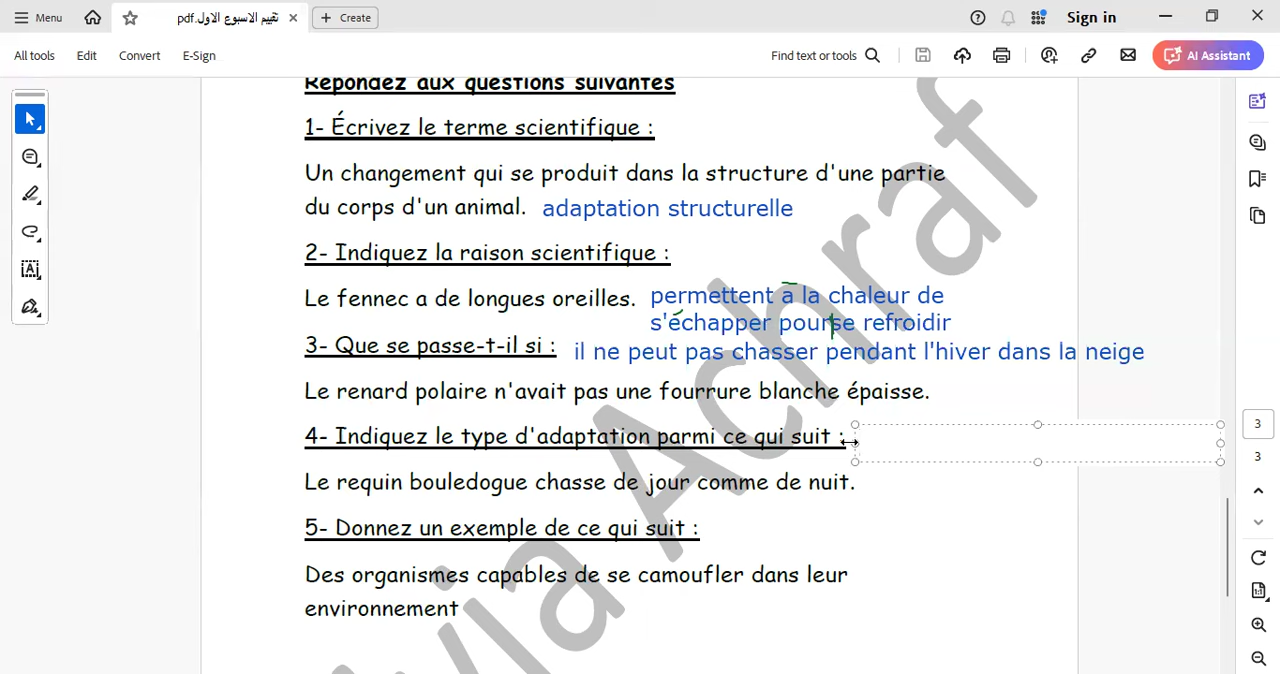 Menu
تقييم الاسبوع الاول.pdf
Create
Sign in
All tools
Edit
Convert
E-Sign
Find text or tools
AI Assistant
Répondez aux questions suivantes
1- Écrivez le terme scientifique :
Un changement qui se produit dans la structure d'une partie
du corps d'un animal. adaptation structurelle
2- Indiquez la raison scientifique :
Le fennec a de longues oreilles. permettent à la chaleur de
s'échapper pour se refroidir
3- Que se passe-t-il si : il ne peut pas chasser pendant l'hiver dans la neige
Le renard polaire n'avait pas une fourrure blanche épaisse.
4- Indiquez le type d'adaptation parmi ce qui suit :
Le requin bouledogue chasse de jour comme de nuit.
5- Donnez un exemple de ce qui suit :
Des organismes capables de se camoufler dans leur
environnement
via Achraf
3
3
1:1